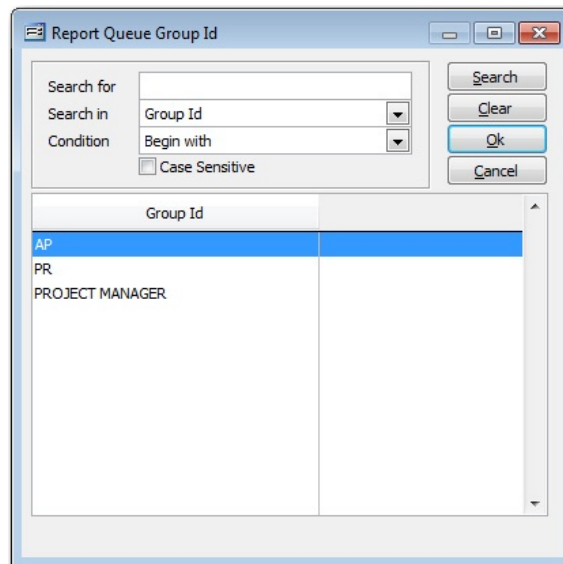 Report Queue Group Id
Search for
Search
Search in Group Id
Clear
Condition Begin with
Ok
Case Sensitive
Cancel
Group Id
AP
PR
PROJECT MANAGER